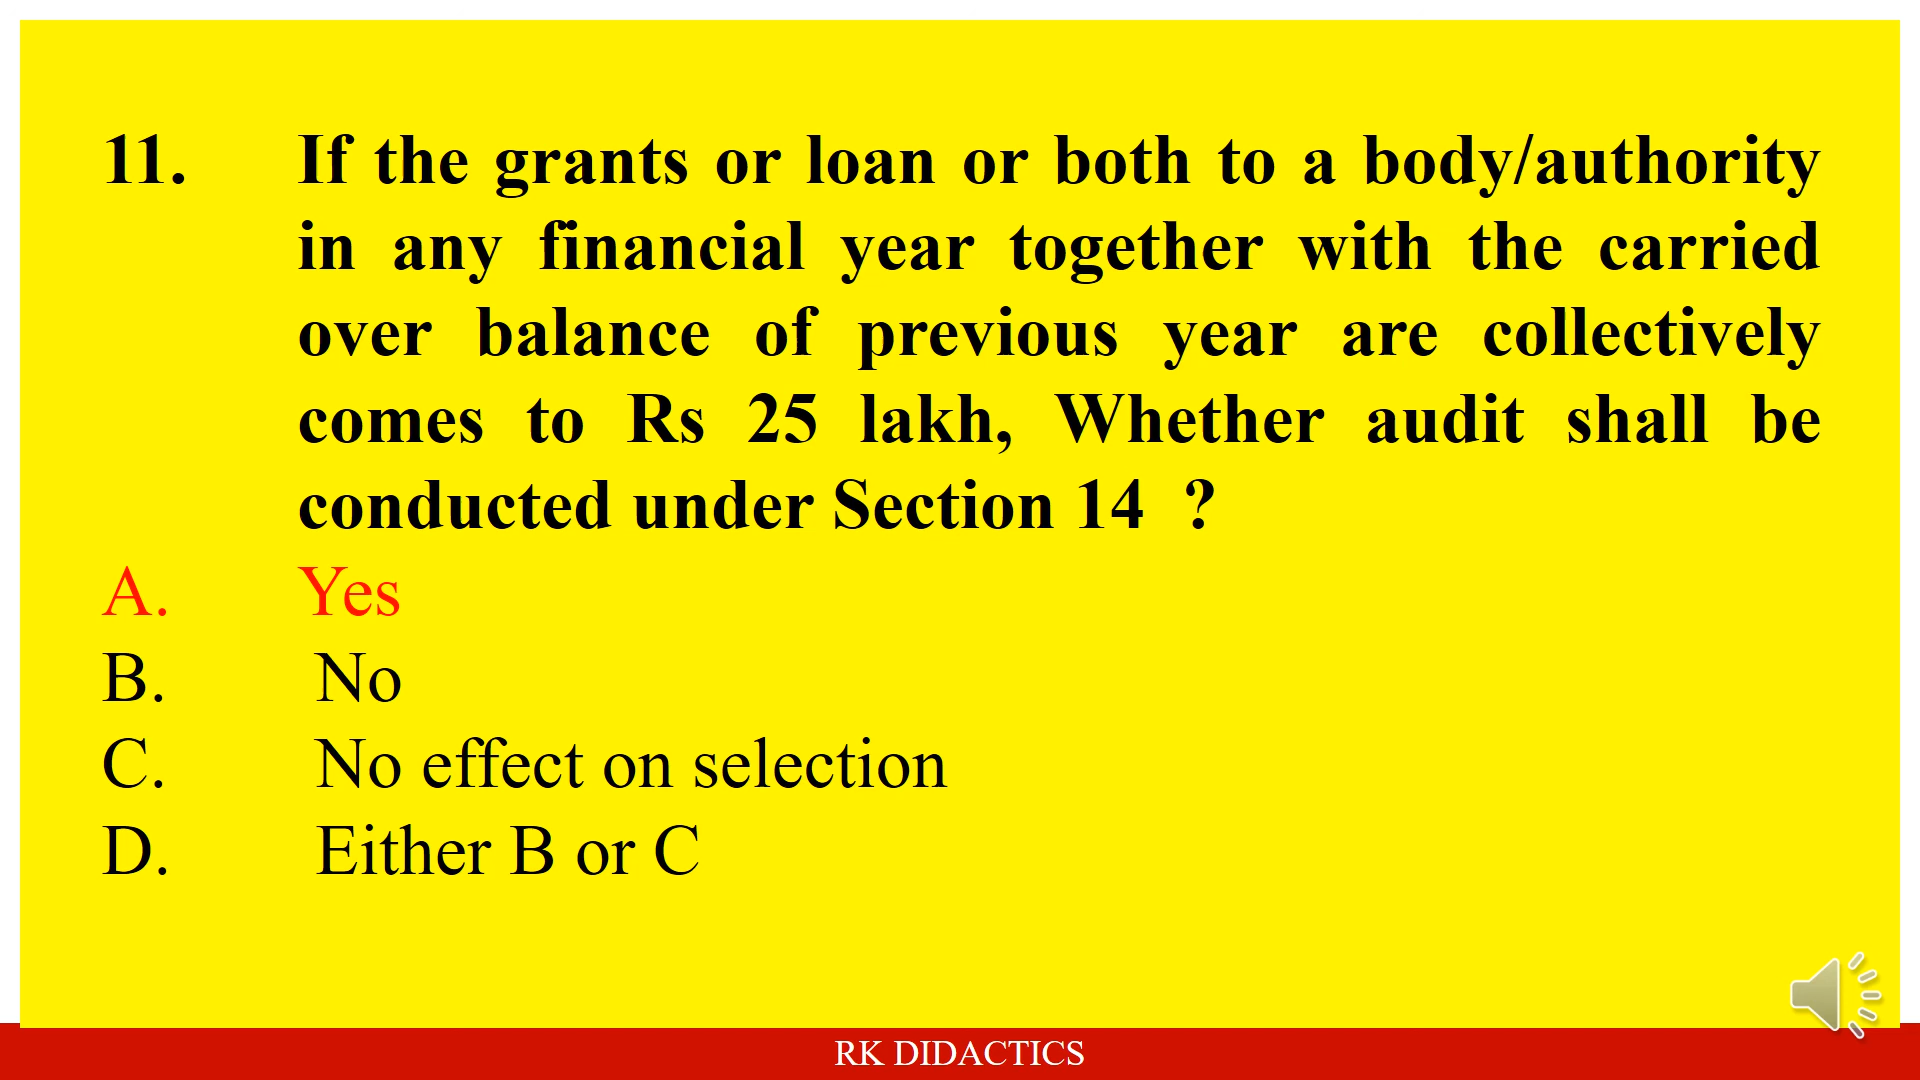 11. If the grants or loan or both to a body/authority
in any financial year together with the carried
over balance of previous year are collectively
comes to Rs 25 lakh, Whether audit shall be
conducted under Section 14 ?
A. Yes
B. No
C. No effect on selection
D. Either B or C
RK DIDACTICS